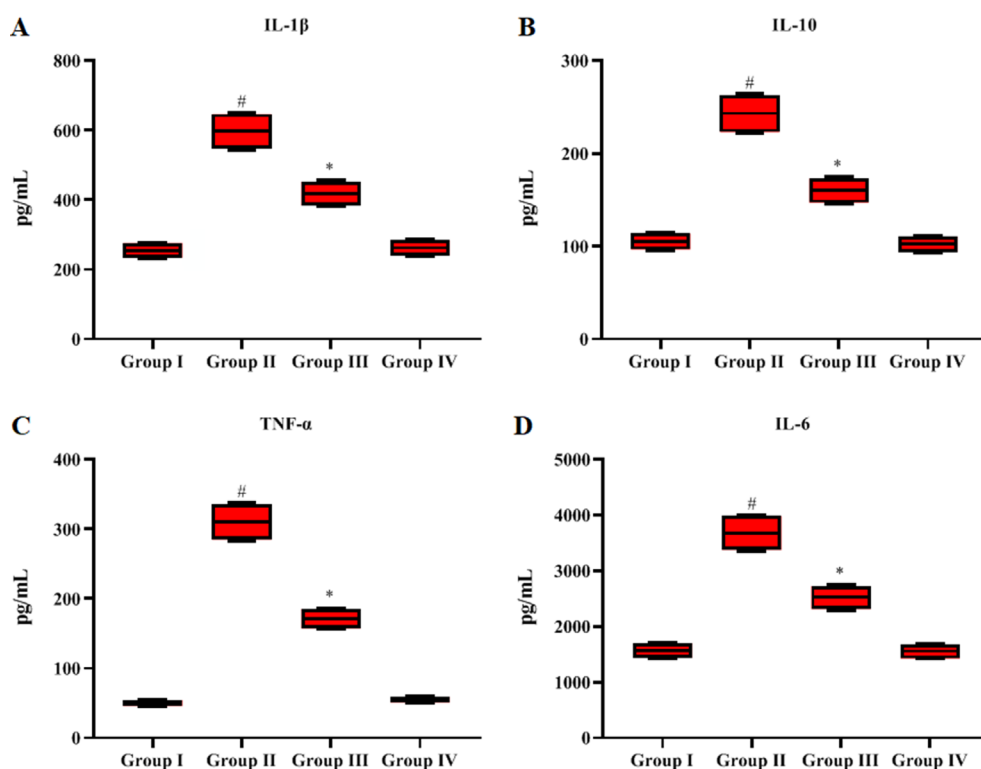 A
IL-1β
pg/mL
800
600
400
200
0
#
*
Group I Group II Group III Group IV
B
IL-10
pg/mL
300
200
100
0
#
*
Group I Group II Group III Group IV
C
TNF-α
pg/mL
400
300
200
100
0
#
*
Group I Group II Group III Group IV
D
IL-6
pg/mL
5000
4000
3000
2000
1000
0
#
*
Group I Group II Group III Group IV